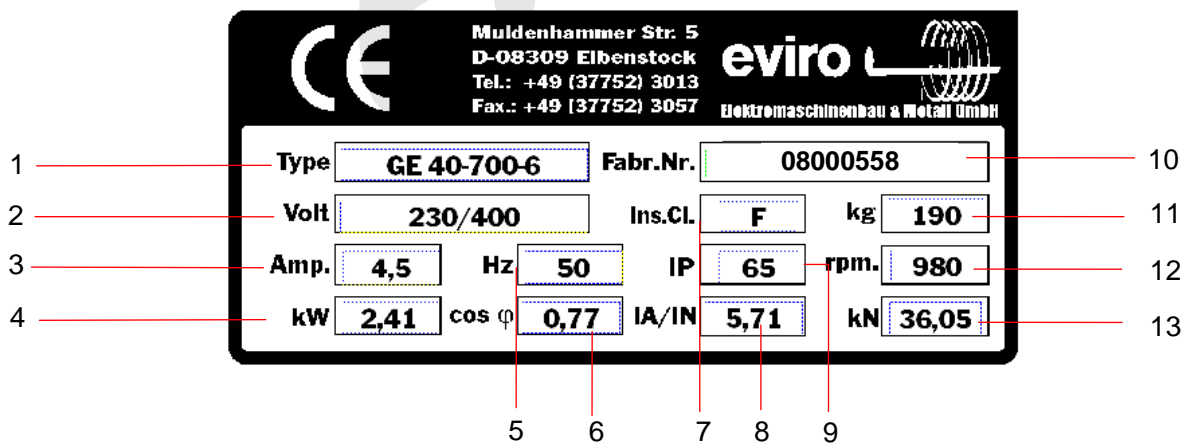 Muldenhammer Str. 5
D-08309 Eibenstock
Tel.: +49 (37752) 3013
Fax.: +49 (37752) 3057
eviro
Elektromaschinenbau & Metall GmbH
1 Type GE 40-700-6 Fabr.Nr. 08000558 10
2 Volt 230/400 Ins.Cl. F kg 190 11
3 Amp. 4,5 Hz 50 IP 65 rpm. 980 12
4 kW 2,41 cos φ 0,77 IA/IN 5,71 kN 36,05 13
5 6 7 8 9